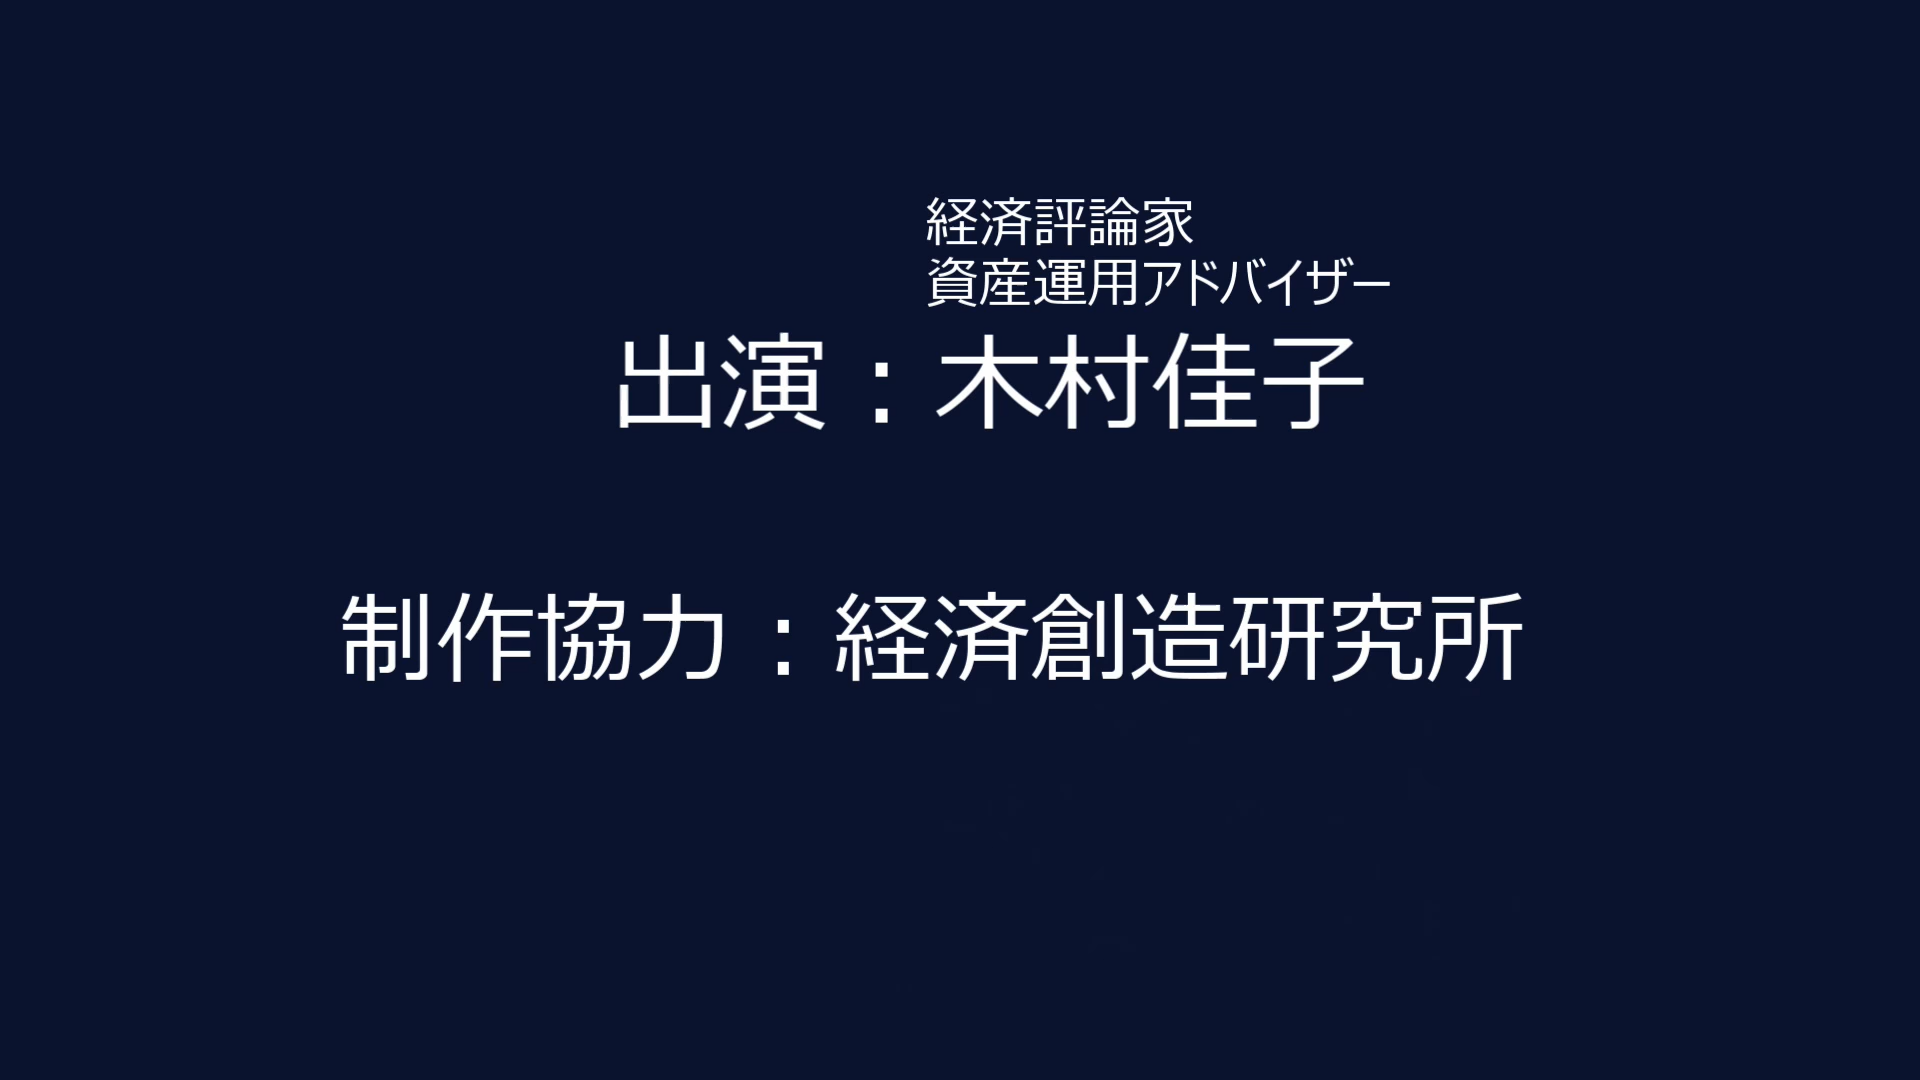 経済評論家
資産運用アドバイザー
出演：木村佳子
制作協力：経済創造研究所